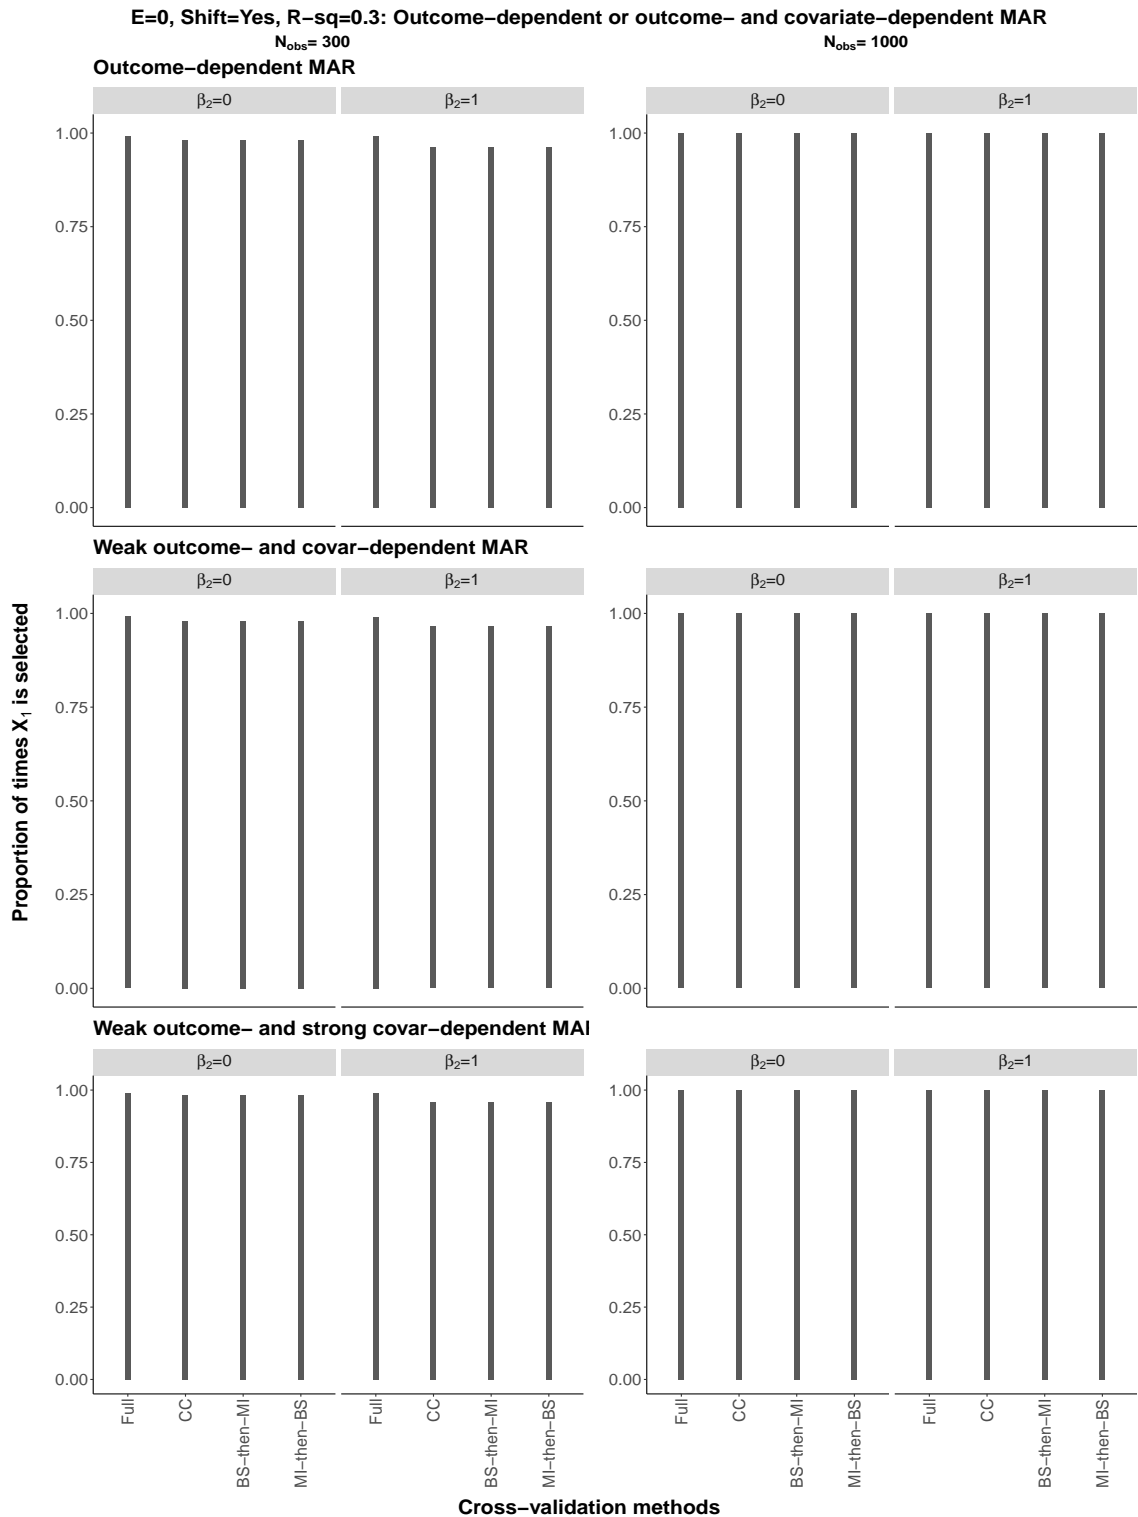 E=0, Shift=Yes, R−sq=0.3: Outcome−dependent or outcome− and covariate−dependent MAR
N_obs= 300
N_obs= 1000
Outcome−dependent MAR
β₂=0
β₂=1
β₂=0
β₂=1
1.00
0.75
0.50
0.25
0.00
1.00
0.75
0.50
0.25
0.00
Weak outcome− and covar−dependent MAR
β₂=0
β₂=1
β₂=0
β₂=1
1.00
0.75
0.50
0.25
0.00
1.00
0.75
0.50
0.25
0.00
Proportion of times X₁ is selected
Weak outcome− and strong covar−dependent MAI
β₂=0
β₂=1
β₂=0
β₂=1
1.00
0.75
0.50
0.25
0.00
1.00
0.75
0.50
0.25
0.00
Full
CC
BS−then−MI
MI−then−BS
Full
CC
BS−then−MI
MI−then−BS
Full
CC
BS−then−MI
MI−then−BS
Full
CC
BS−then−MI
MI−then−BS
Cross−validation methods